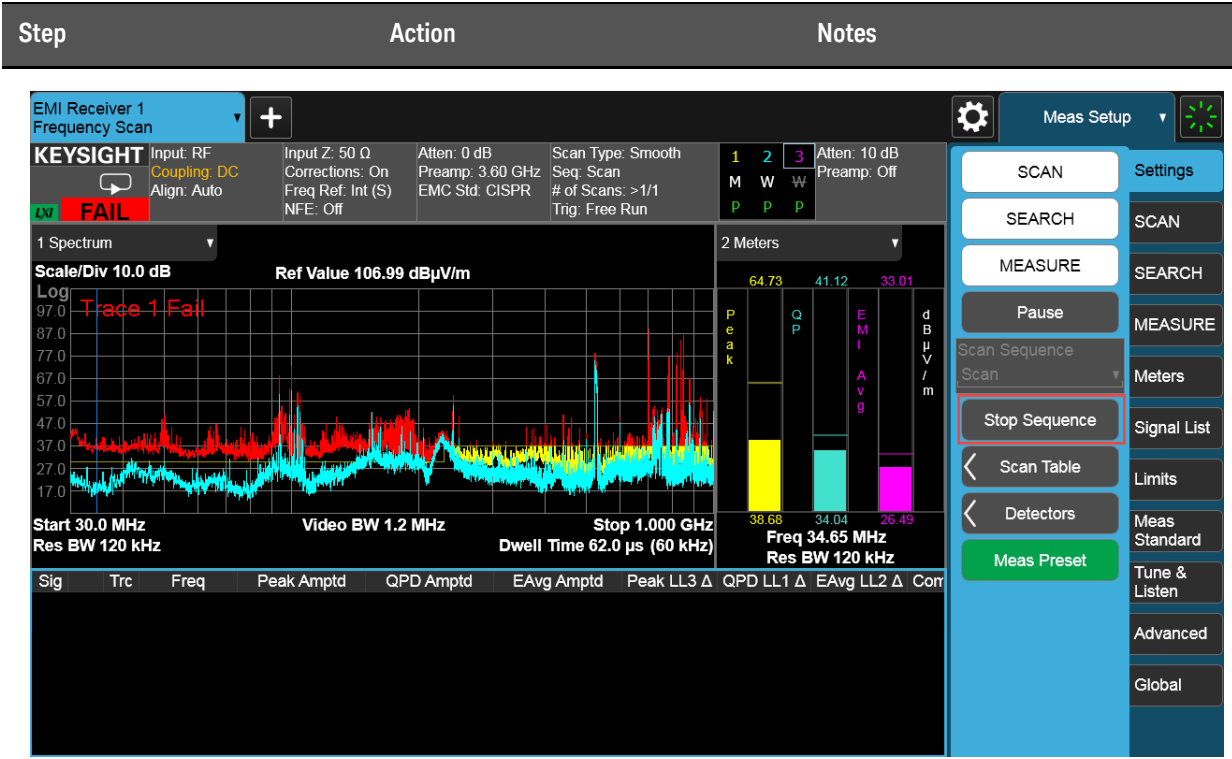 Step Action Notes
EMI Receiver 1
Frequency Scan
+
Meas Setup
KEYSIGHT
LXI FAIL
Input: RF
Coupling: DC
Align: Auto
Input Z: 50 Ω
Corrections: On
Freq Ref: Int (S)
NFE: Off
Atten: 0 dB
Preamp: 3.60 GHz
EMC Std: CISPR
Scan Type: Smooth
Seq: Scan
# of Scans: >1/1
Trig: Free Run
1 2 3
M W W
P P P
Atten: 10 dB
Preamp: Off
1 Spectrum
Scale/Div 10.0 dB Ref Value 106.99 dBµV/m
Log
Trace 1 Fail
97.0
87.0
77.0
67.0
57.0
47.0
37.0
27.0
17.0
Start 30.0 MHz Video BW 1.2 MHz Stop 1.000 GHz
Res BW 120 kHz Dwell Time 62.0 µs (60 kHz)
2 Meters
64.73 41.12 33.01
Peak
QP
EMI Avg
dBµV/m
38.68 34.04 26.49
Freq 34.65 MHz
Res BW 120 kHz
Sig Trc Freq Peak Amptd QPD Amptd EAvg Amptd Peak LL3 Δ QPD LL1 Δ EAvg LL2 Δ Com
SCAN
SEARCH
MEASURE
Pause
Scan Sequence
Scan
Stop Sequence
Scan Table
Detectors
Meas Preset
Settings
SCAN
SEARCH
MEASURE
Meters
Signal List
Limits
Meas
Standard
Tune &
Listen
Advanced
Global